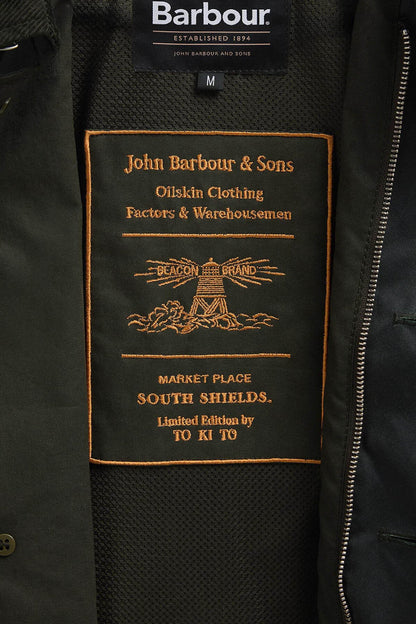 Barbour
ESTABLISHED 1894
JOHN BARBOUR AND SONS
M
John Barbour & Sons
Oilskin Clothing
Factors & Warehousemen
BEACON BRAND
MARKET PLACE
SOUTH SHIELDS.
Limited Edition by
TO KI TO